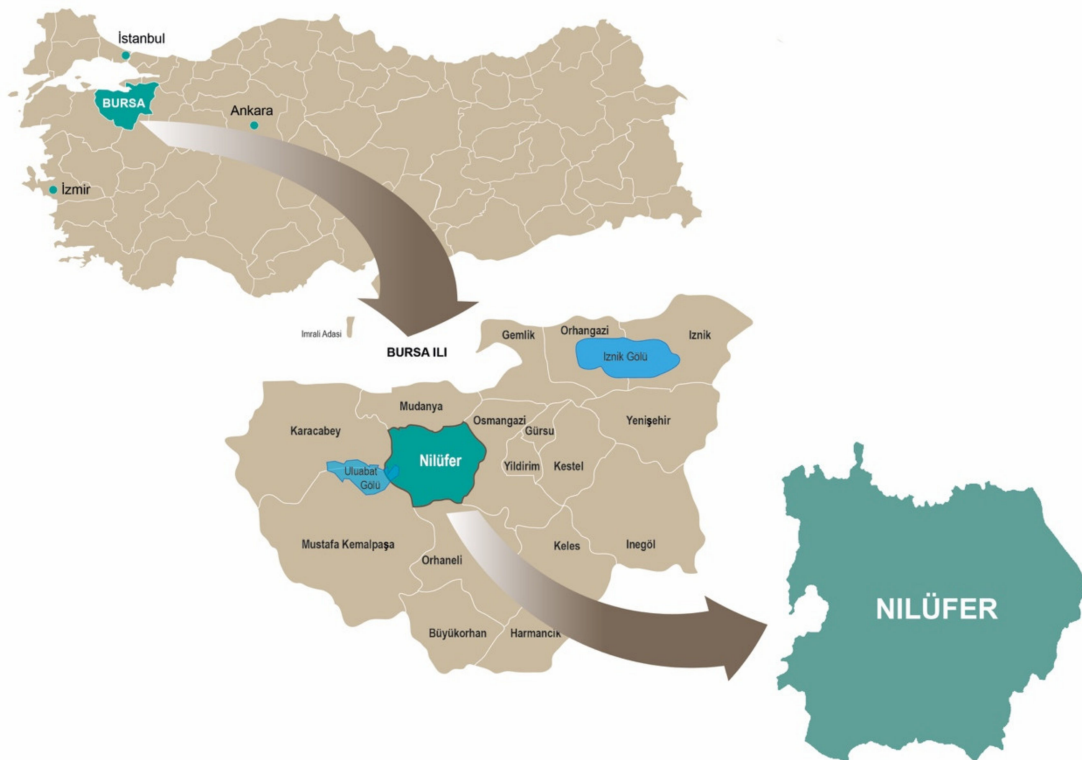 İstanbul
BURSA
Ankara
İzmir
Imrali Adasi
BURSA ILI
Gemlik
Orhangazi
Iznik
Iznik Gölü
Mudanya
Karacabey
Osmangazi
Gürsu
Yenişehir
Nilüfer
Yildirim
Kestel
Uluabat
Gölü
Mustafa Kemalpaşa
Orhaneli
Keles
Inegöl
Büyükorhan
Harmancık
NILÜFER